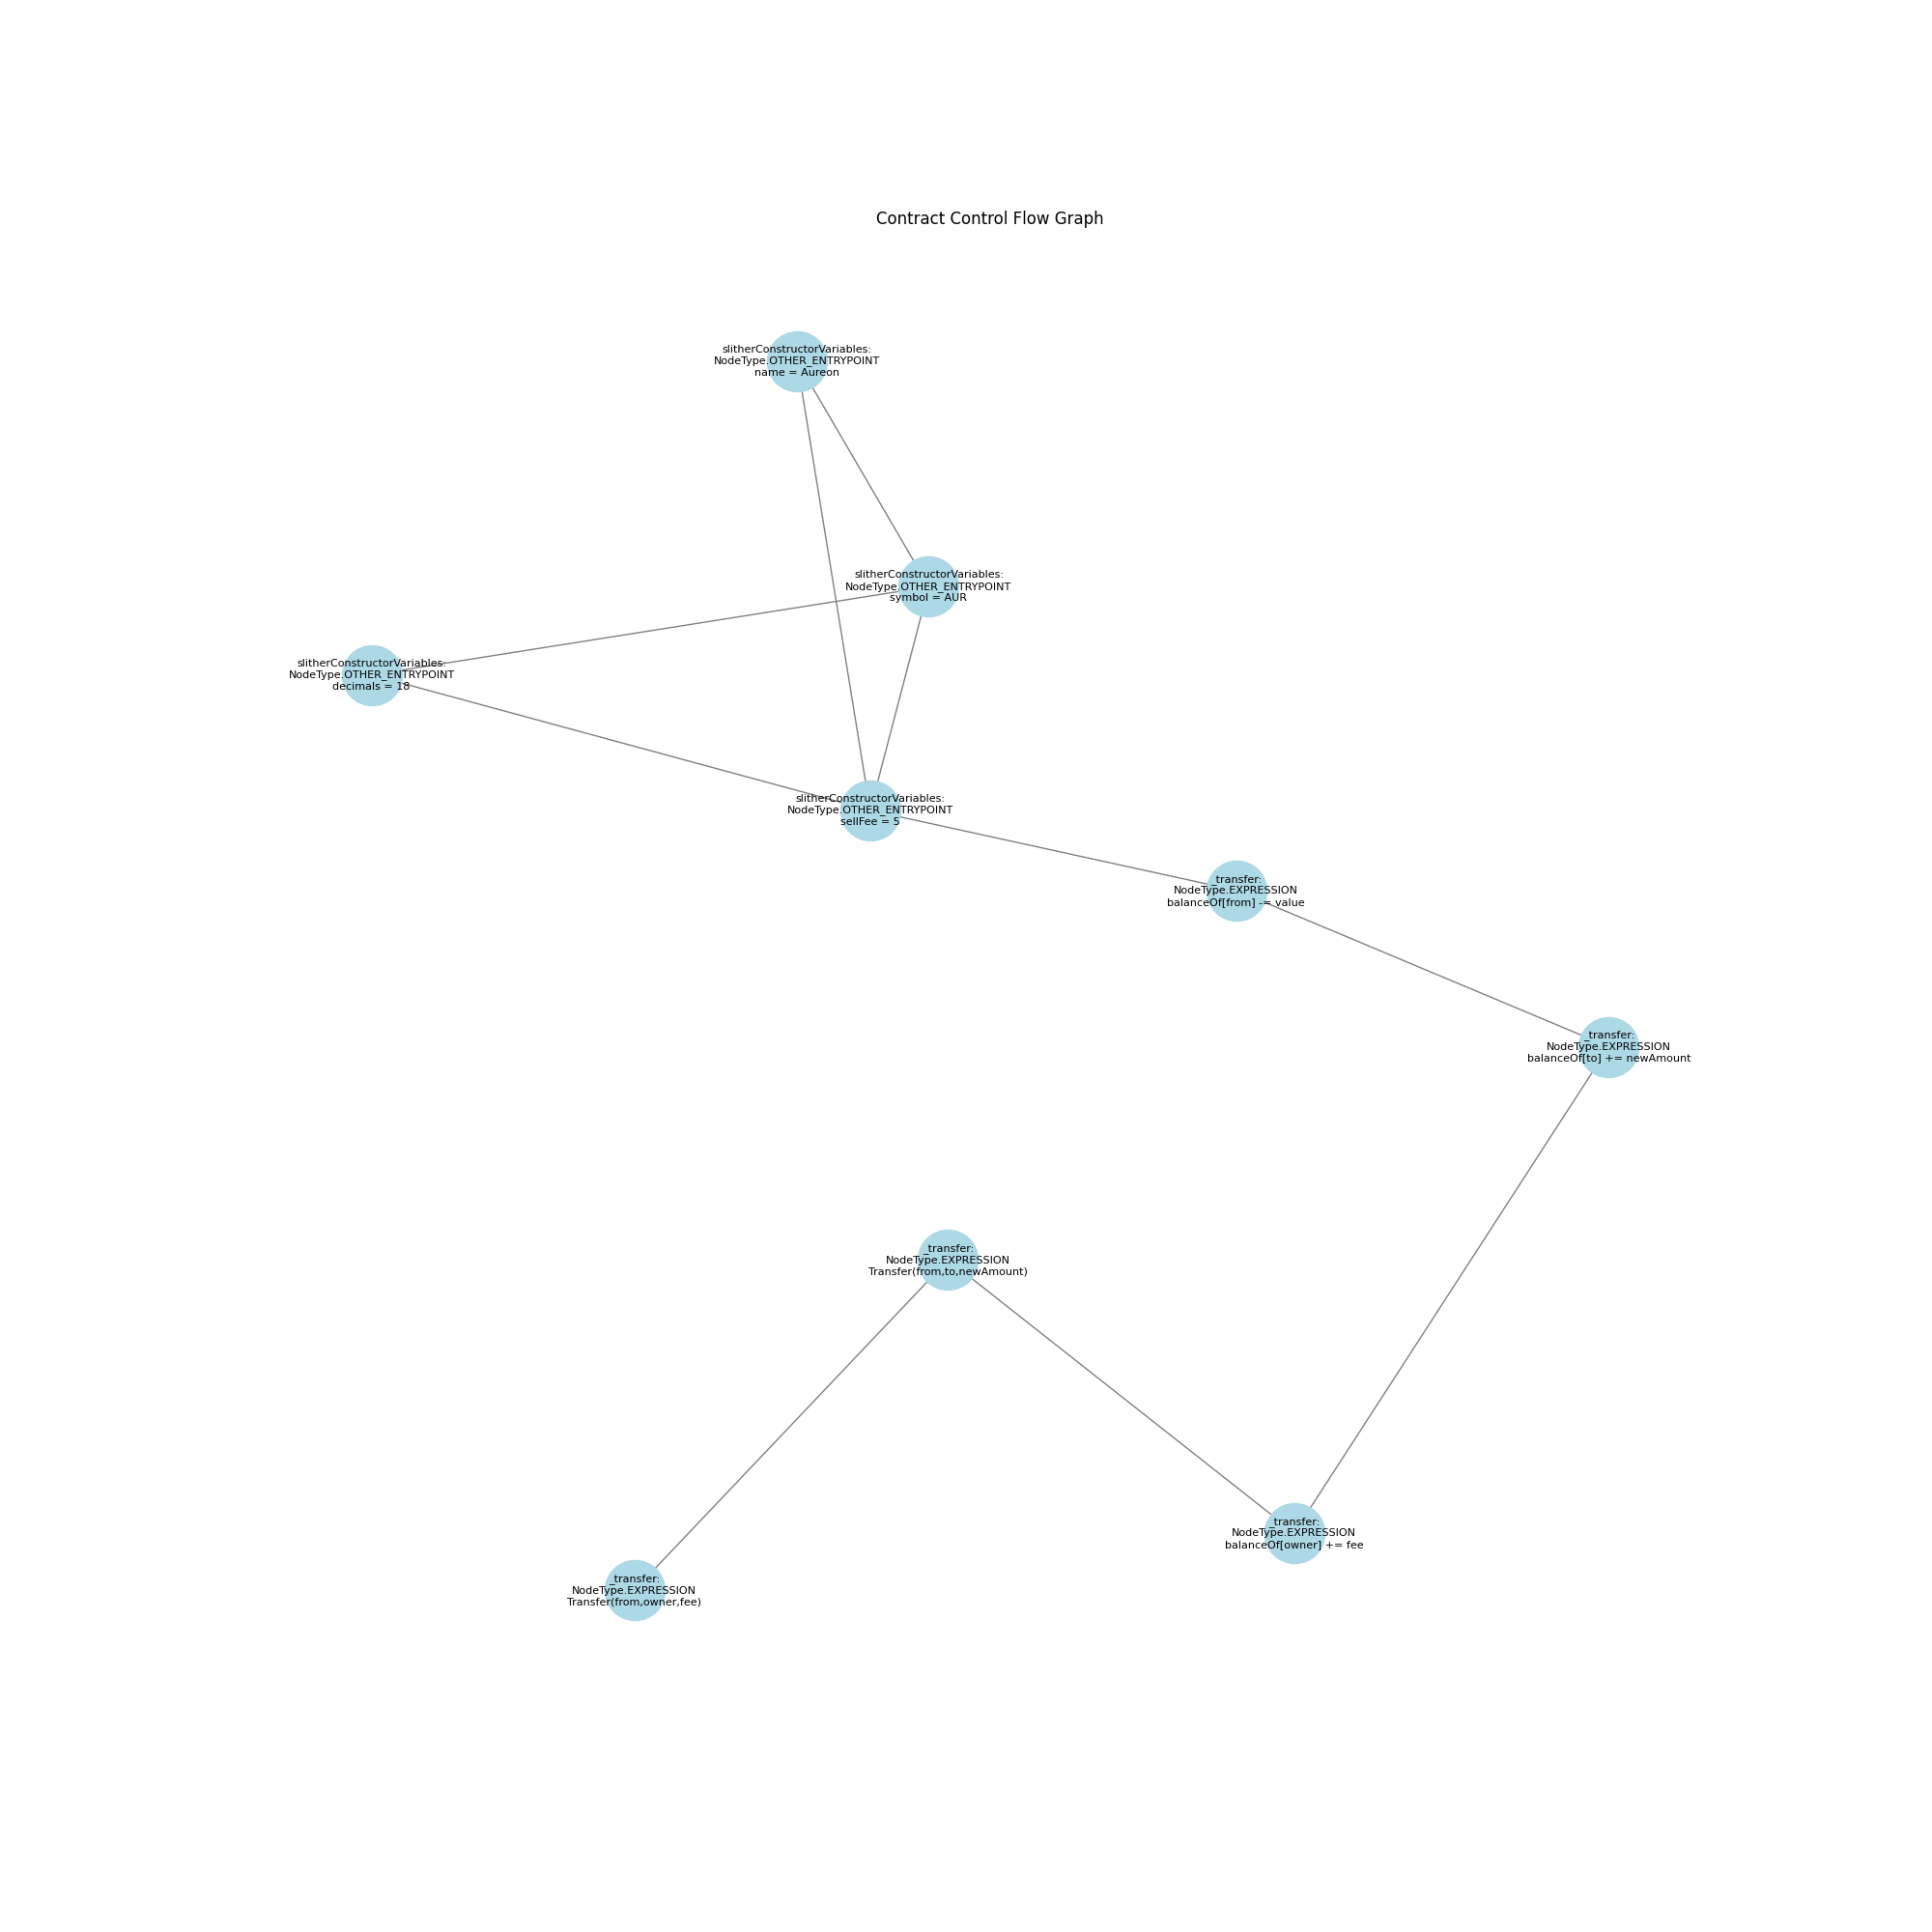 Contract Control Flow Graph
slitherConstructorVariables:
NodeType.OTHER_ENTRYPOINT
name = Aureon
slitherConstructorVariables:
NodeType.OTHER_ENTRYPOINT
symbol = AUR
slitherConstructorVariables:
NodeType.OTHER_ENTRYPOINT
decimals = 18
slitherConstructorVariables:
NodeType.OTHER_ENTRYPOINT
sellFee = 5
_transfer:
NodeType.EXPRESSION
balanceOf[from] -= value
_transfer:
NodeType.EXPRESSION
balanceOf[to] += newAmount
_transfer:
NodeType.EXPRESSION
Transfer(from,to,newAmount)
_transfer:
NodeType.EXPRESSION
balanceOf[owner] += fee
_transfer:
NodeType.EXPRESSION
Transfer(from,owner,fee)